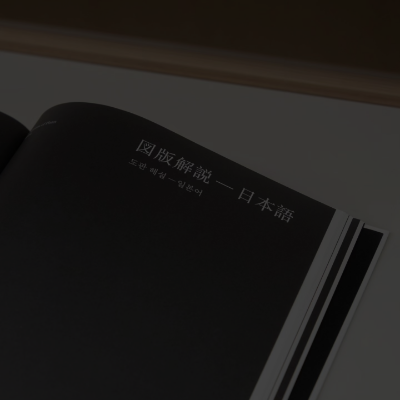 図版解説 — 日本語
도판 해설 — 일본어